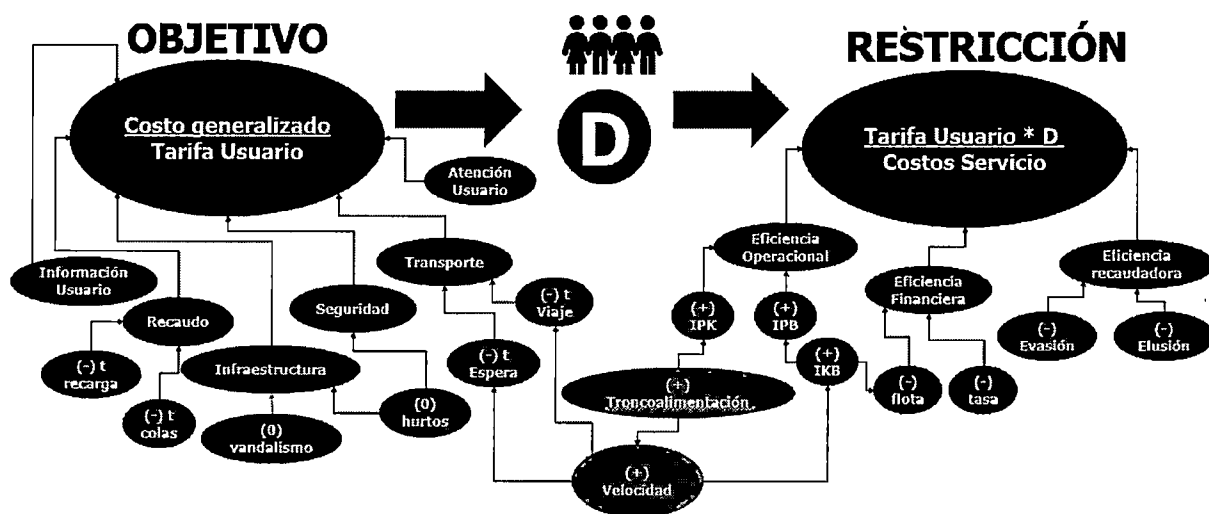 OBJETIVO
RESTRICCIÓN
Costo generalizado
Tarifa Usuario
D
Tarifa Usuario * D
Costos Servicio
Atención
Usuario
Información
Usuario
Recaudo
(-) t
recarga
(-) t
colas
Infraestructura
(0)
vandalismo
Seguridad
(0)
hurtos
Transporte
(-) t
Espera
(-) t
Viaje
Eficiencia
Operacional
(+)
IPK
(+)
IPB
(+)
IKB
(+)
Troncoalimentación
(+)
Velocidad
Eficiencia
Financiera
(-)
flota
(-)
tasa
Eficiencia
recaudadora
(-)
Evasión
(-)
Elusión